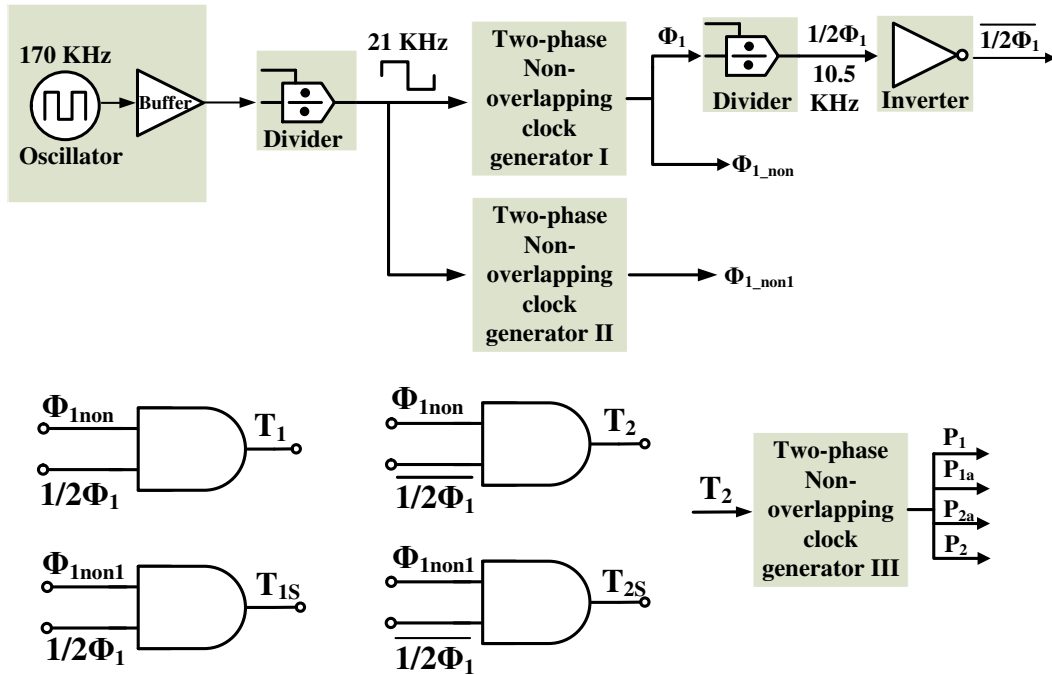 170 KHz
Oscillator
Buffer
Divider
21 KHz
Two-phase
Non-
overlapping
clock
generator I
Φ1
Divider
1/2Φ1
10.5
KHz
Inverter
1/2Φ1
Φ1_non
Two-phase
Non-
overlapping
clock
generator II
Φ1_non1
Φ1non
1/2Φ1
T1
Φ1non
1/2Φ1
T2
Φ1non1
1/2Φ1
T1S
Φ1non1
1/2Φ1
T2S
T2
Two-phase
Non-
overlapping
clock
generator III
P1
P1a
P2a
P2